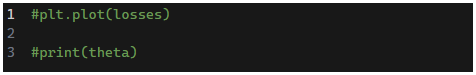 1 #plt.plot(losses)
2
3 #print(theta)